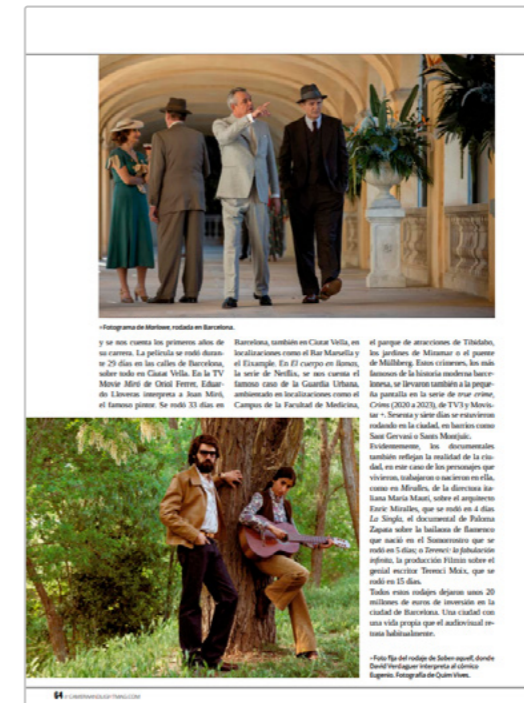 «Fotograma de Marlowe, rodada en Barcelona.
y se nos cuenta los primeros años de
su carrera. La película se rodó duran-
te 29 días en las calles de Barcelona,
sobre todo en Ciutat Vella. En la TV
Movie Miró de Oriol Ferrer, Eduar-
do Lloveras interpreta a Joan Miró,
el famoso pintor. Se rodó 33 días en
Barcelona, también en Ciutat Vella, en
localizaciones como el Bar Marsella y
el Eixample. En El cuerpo en llamas,
la serie de Netflix, se nos cuenta el
famoso caso de la Guardia Urbana,
ambientado en localizaciones como el
Campus de la Facultad de Medicina,
el parque de atracciones de Tibidabo,
los jardines de Miramar o el puente
de Mülhberg. Estos crímenes, los más
famosos de la historia moderna barce-
lonesa, se llevaron también a la peque-
ña pantalla en la serie de true crime,
Crims (2020 a 2023), de TV3 y Movis-
tar +. Sesenta y siete días se estuvieron
rodando en la ciudad, en barrios como
Sant Gervasi o Sants Montjuic.
Evidentemente, los documentales
también reflejan la realidad de la ciu-
dad, en este caso de los personajes que
vivieron, trabajaron o nacieron en ella,
como en Miralles, de la directora ita-
liana Maria Mauti, sobre el arquitecto
Enric Miralles, que se rodó en 4 días
La Singla, el documental de Paloma
Zapata sobre la bailaora de flamenco
que nació en el Somorrostro que se
rodó en 5 días; o Terenci: la fabulación
infinita, la producción Filmin sobre el
genial escritor Terenci Moix, que se
rodó en 15 días.
Todos estos rodajes dejaron unos 20
millones de euros de inversión en la
ciudad de Barcelona. Una ciudad con
una vida propia que el audiovisual re-
trata habitualmente.
«Foto fija del rodaje de Saben aquell, donde
David Verdaguer interpreta al cómico
Eugenio. Fotografía de Quim Vives.
64